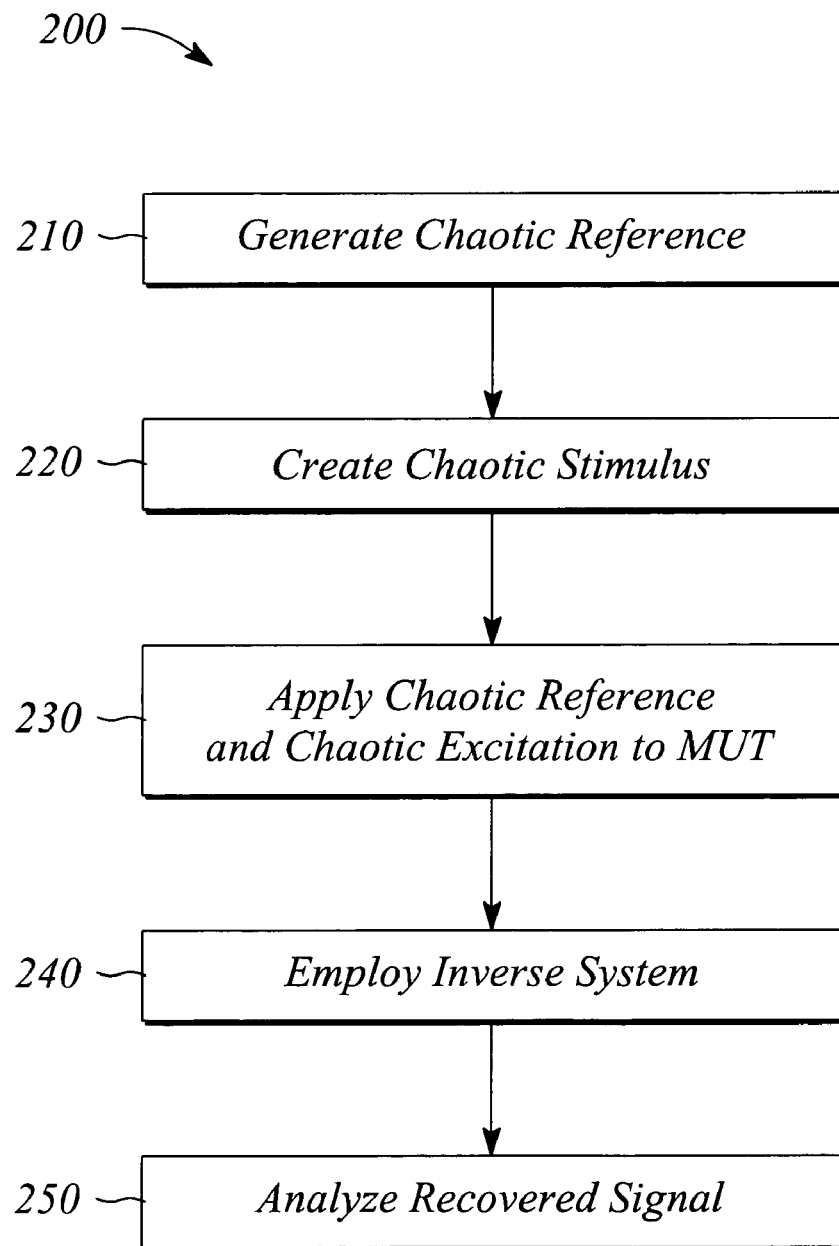 200
210 Generate Chaotic Reference
220 Create Chaotic Stimulus
230 Apply Chaotic Reference
and Chaotic Excitation to MUT
240 Employ Inverse System
250 Analyze Recovered Signal